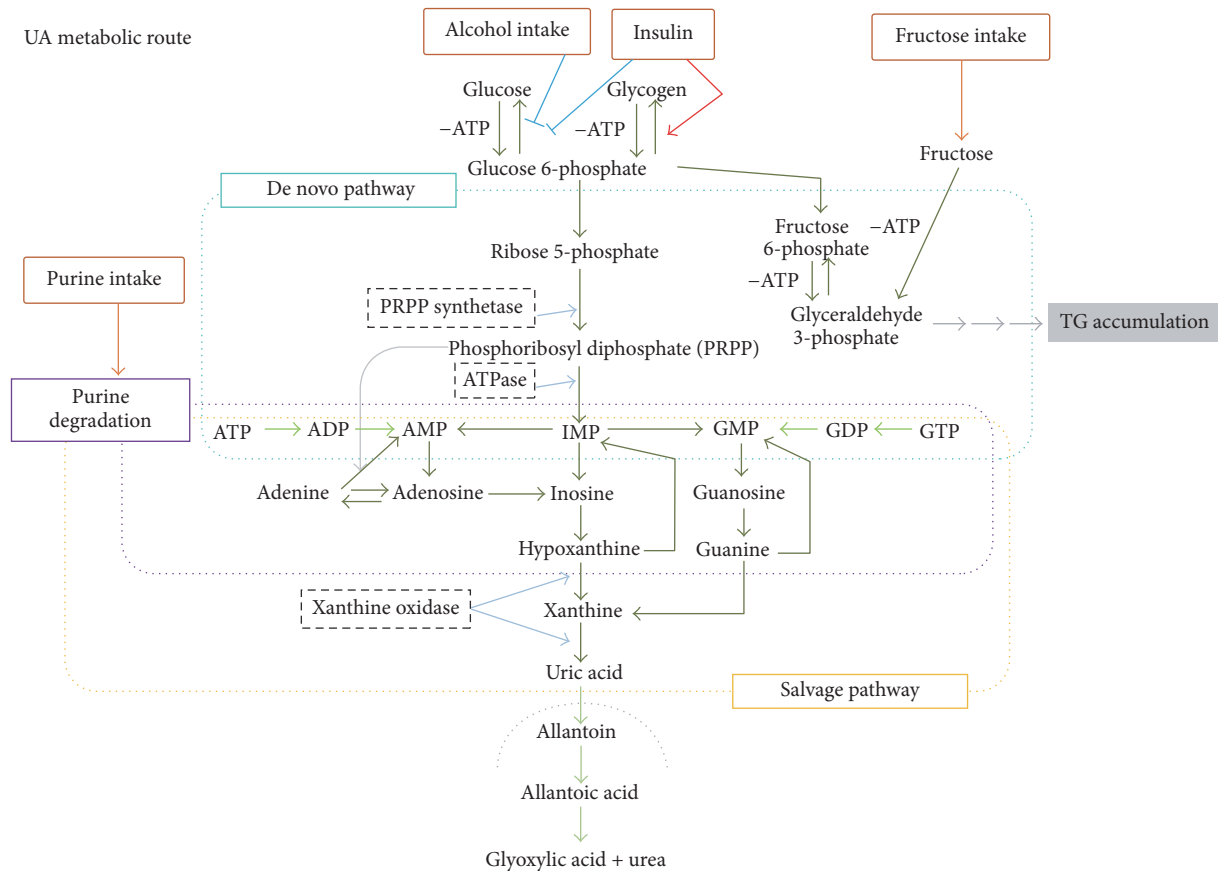 UA metabolic route
Alcohol intake
Insulin
Fructose intake
Glucose
Glycogen
−ATP
−ATP
Glucose 6-phosphate
Fructose
De novo pathway
Ribose 5-phosphate
Fructose
6-phosphate
−ATP
Purine intake
−ATP
PRPP synthetase
Glyceraldehyde
3-phosphate
TG accumulation
Phosphoribosyl diphosphate (PRPP)
ATPase
Purine
degradation
ATP
ADP
AMP
IMP
GMP
GDP
GTP
Adenine
Adenosine
Inosine
Guanosine
Hypoxanthine
Guanine
Xanthine oxidase
Xanthine
Uric acid
Salvage pathway
Allantoin
Allantoic acid
Glyoxylic acid + urea